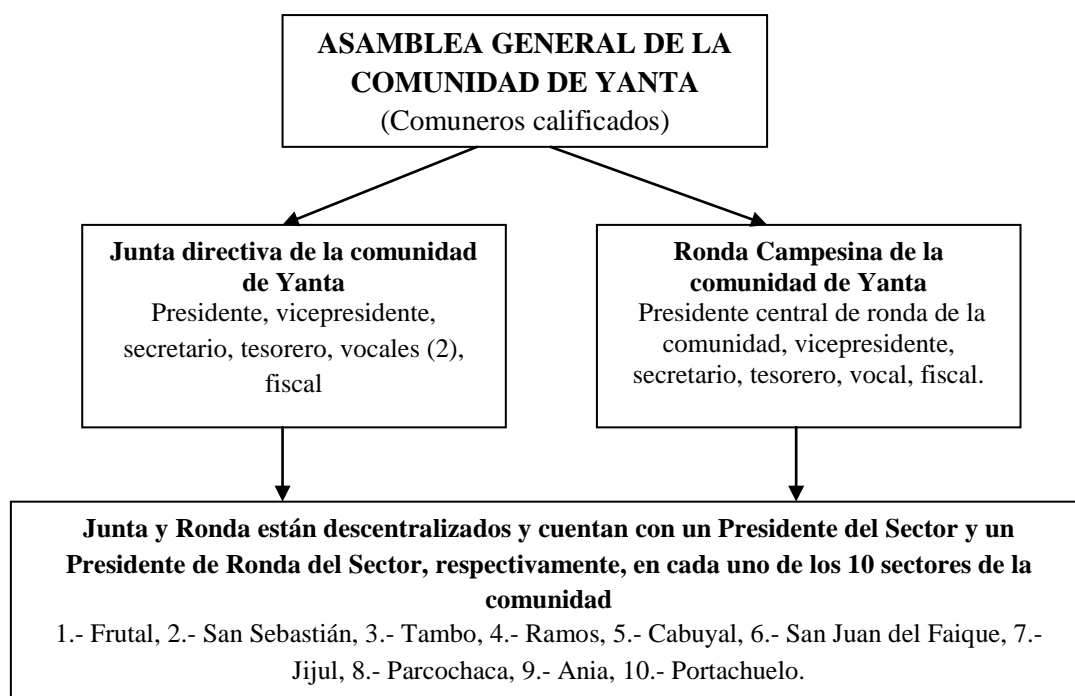 ASAMBLEA GENERAL DE LA
COMUNIDAD DE YANTA
(Comuneros calificados)
Junta directiva de la comunidad
de Yanta
Presidente, vicepresidente,
secretario, tesorero, vocales (2),
fiscal
Ronda Campesina de la
comunidad de Yanta
Presidente central de ronda de la
comunidad, vicepresidente,
secretario, tesorero, vocal, fiscal.
Junta y Ronda están descentralizados y cuentan con un Presidente del Sector y un
Presidente de Ronda del Sector, respectivamente, en cada uno de los 10 sectores de la
comunidad
1.- Frutal, 2.- San Sebastián, 3.- Tambo, 4.- Ramos, 5.- Cabuyal, 6.- San Juan del Faique, 7.-
Jijul, 8.- Parcochaca, 9.- Ania, 10.- Portachuelo.